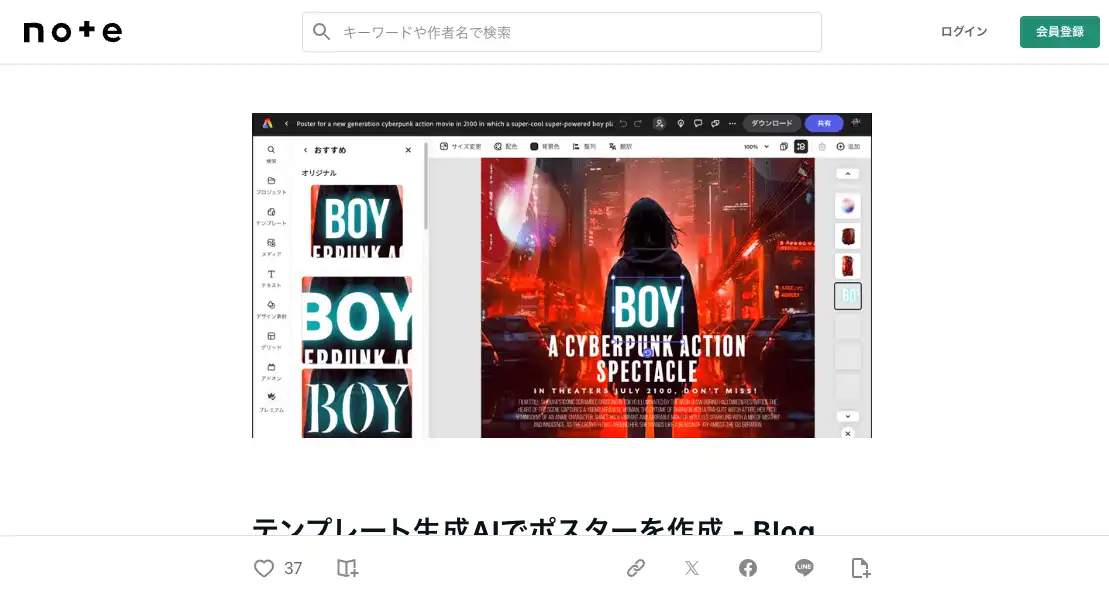 note
キーワードや作者名で検索
ログイン
会員登録
Poster for a new generation cyberpunk action movie in 2100 in which a super-cool super-powered boy pl
ダウンロード
共有
検索
プロジェクト
テンプレート
メディア
テキスト
デザイン素材
グリッド
アドオン
プレミアム
おすすめ
オリジナル
BOY
ERPUNK AC
BOY
ERPUNK AC
BOY
サイズ変更
配色
背景色
整列
翻訳
100%
追加
BOY
A CYBERPUNK ACTION
SPECTACLE
IN THEATERS JULY 2100, DON'T MISS!
BO
テンプレート生成AIでポスターを作成 - Blog
37
LINE